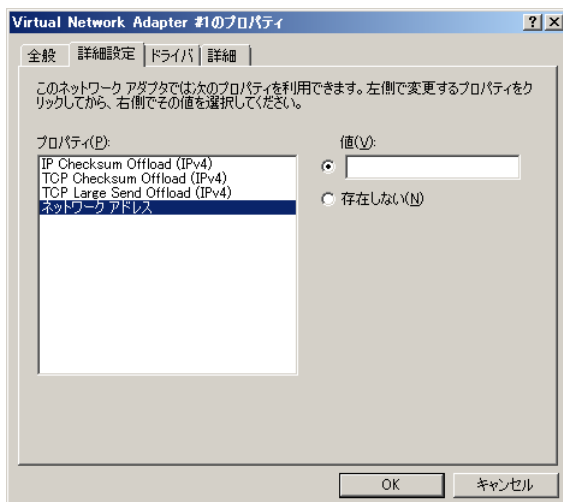 Virtual Network Adapter #1のプロパティ
全般 詳細設定 ドライバ 詳細
このネットワーク アダプタでは次のプロパティを利用できます。左側で変更するプロパティをク
リックしてから、右側でその値を選択してください。
プロパティ(P):
IP Checksum Offload (IPv4)
TCP Checksum Offload (IPv4)
TCP Large Send Offload (IPv4)
ネットワーク アドレス
値(V):
存在しない(N)
OK キャンセル